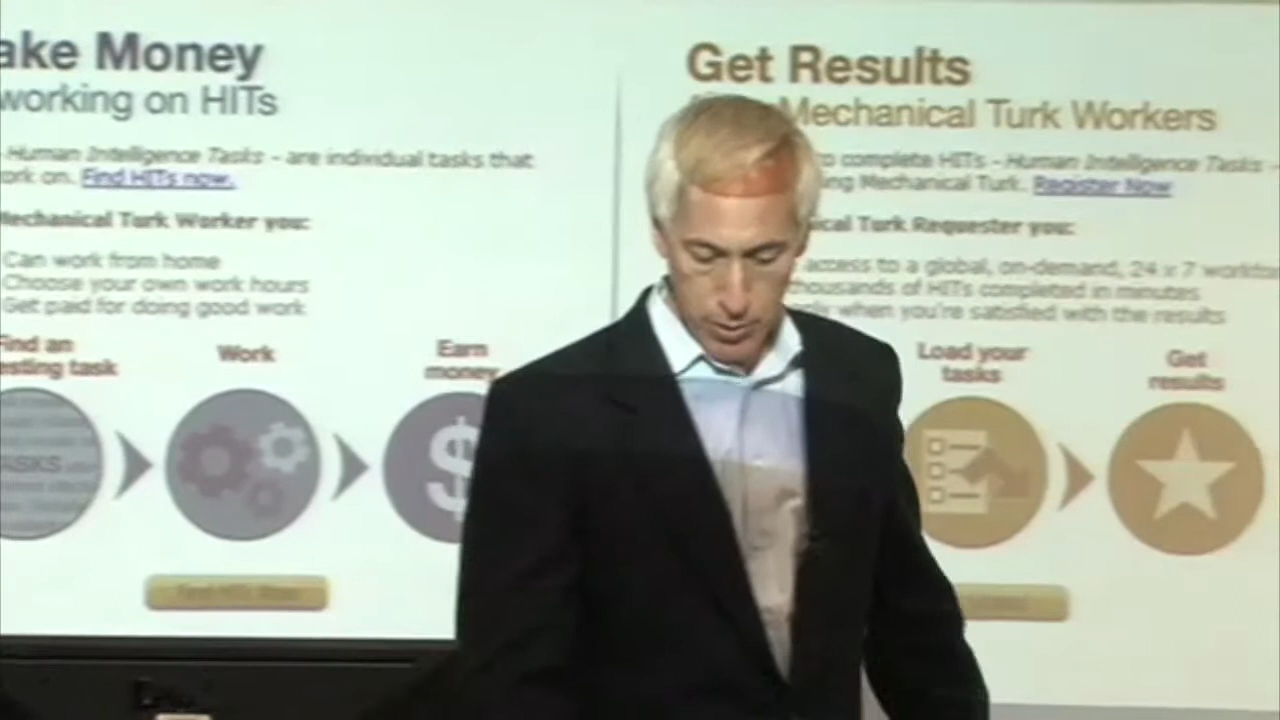 ake Money
working on HITs
Human Intelligence Tasks - are individual tasks that
ork on. Find HITs now.
Mechanical Turk Worker you:
Can work from home
Choose your own work hours
Get paid for doing good work
Find an
esting task
Work
Earn
money
ASKS
$
Get Results
Mechanical Turk Workers
o complete HITs - Human Intelligence Tasks -
ng Mechanical Turk. Register Now
ical Turk Requester you:
access to a global, on-demand, 24 x 7 workfo
housands of HITs completed in minutes
when you're satisfied with the results
Load your
tasks
Get
results